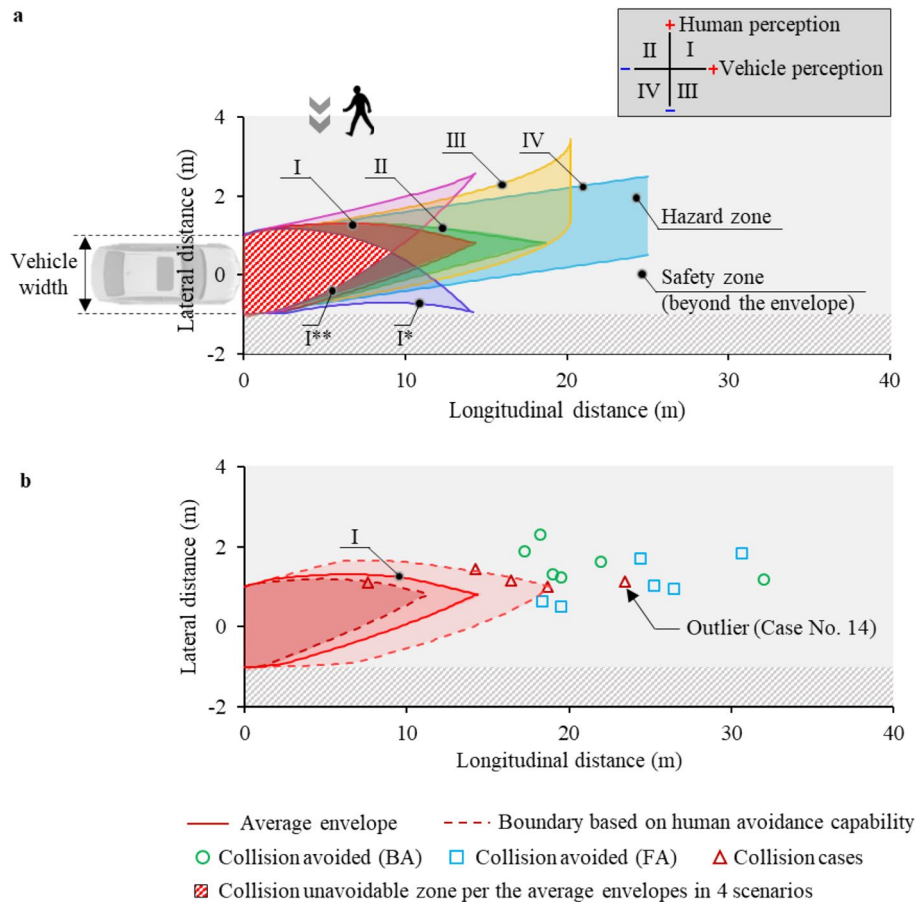 a
+ Human perception
II I
− + Vehicle perception
IV III
−
4
2
0
-2
Lateral distance (m)
Vehicle
width
I
II
III
IV
Hazard zone
Safety zone
(beyond the envelope)
I**
I*
0 10 20 30 40
Longitudinal distance (m)
b
4
2
0
-2
Lateral distance (m)
I
Outlier (Case No. 14)
0 10 20 30 40
Longitudinal distance (m)
Average envelope Boundary based on human avoidance capability
Collision avoided (BA) Collision avoided (FA) Collision cases
Collision unavoidable zone per the average envelopes in 4 scenarios